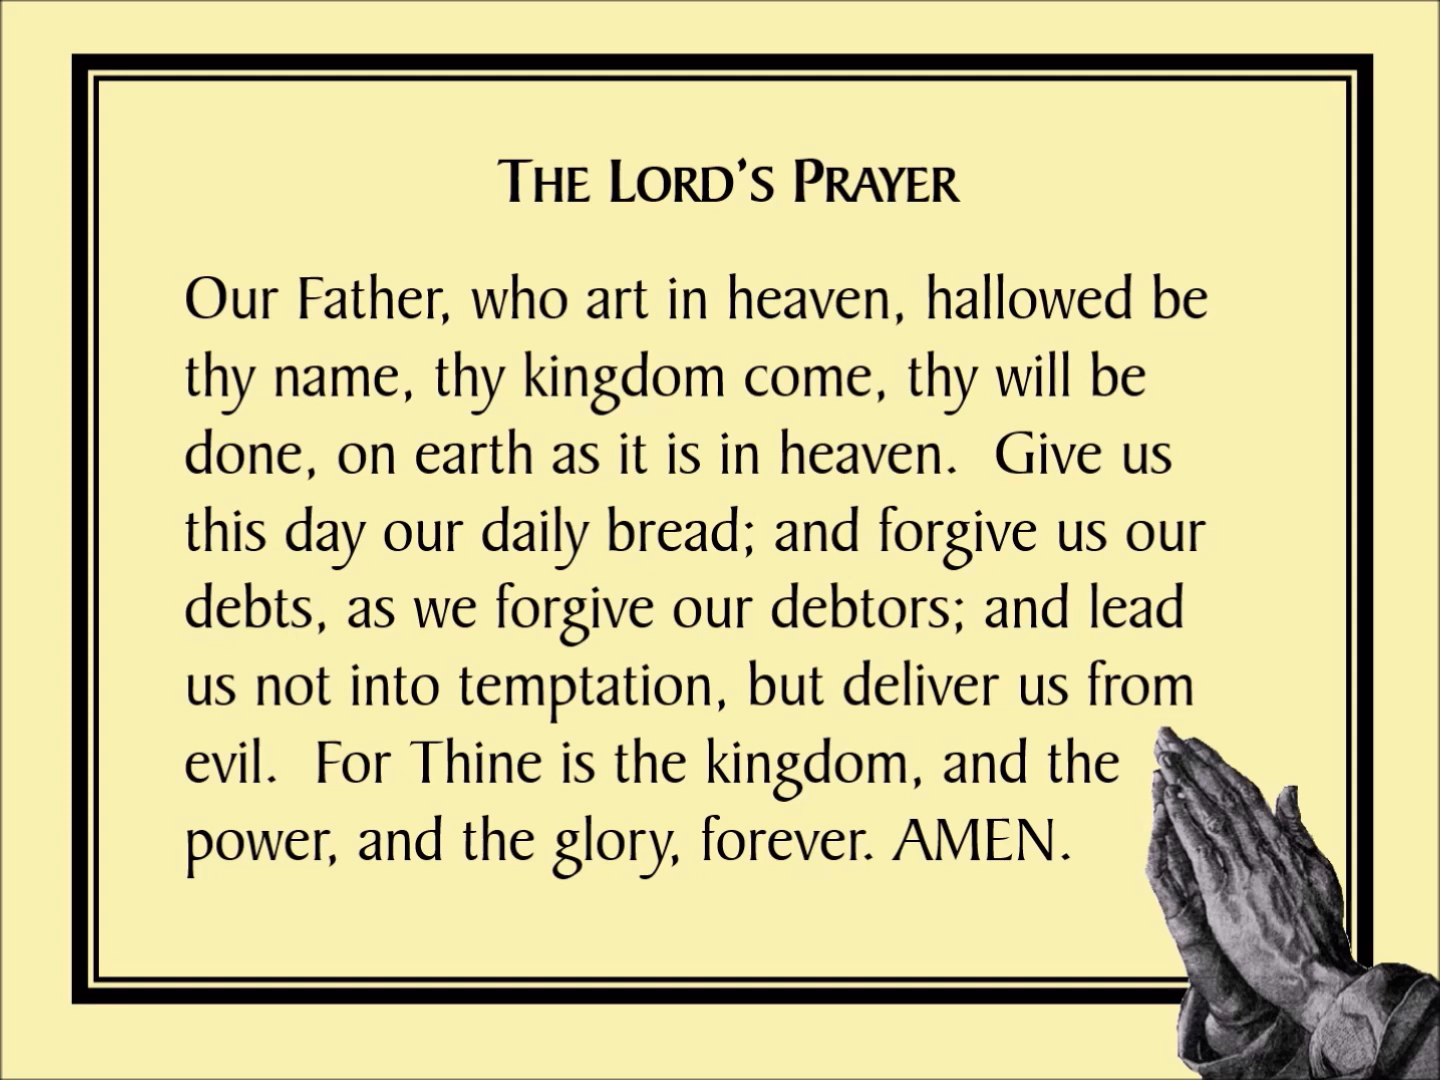 THE LORD'S PRAYER
Our Father, who art in heaven, hallowed be
thy name, thy kingdom come, thy will be
done, on earth as it is in heaven.  Give us
this day our daily bread; and forgive us our
debts, as we forgive our debtors; and lead
us not into temptation, but deliver us from
evil.  For Thine is the kingdom, and the
power, and the glory, forever. AMEN.